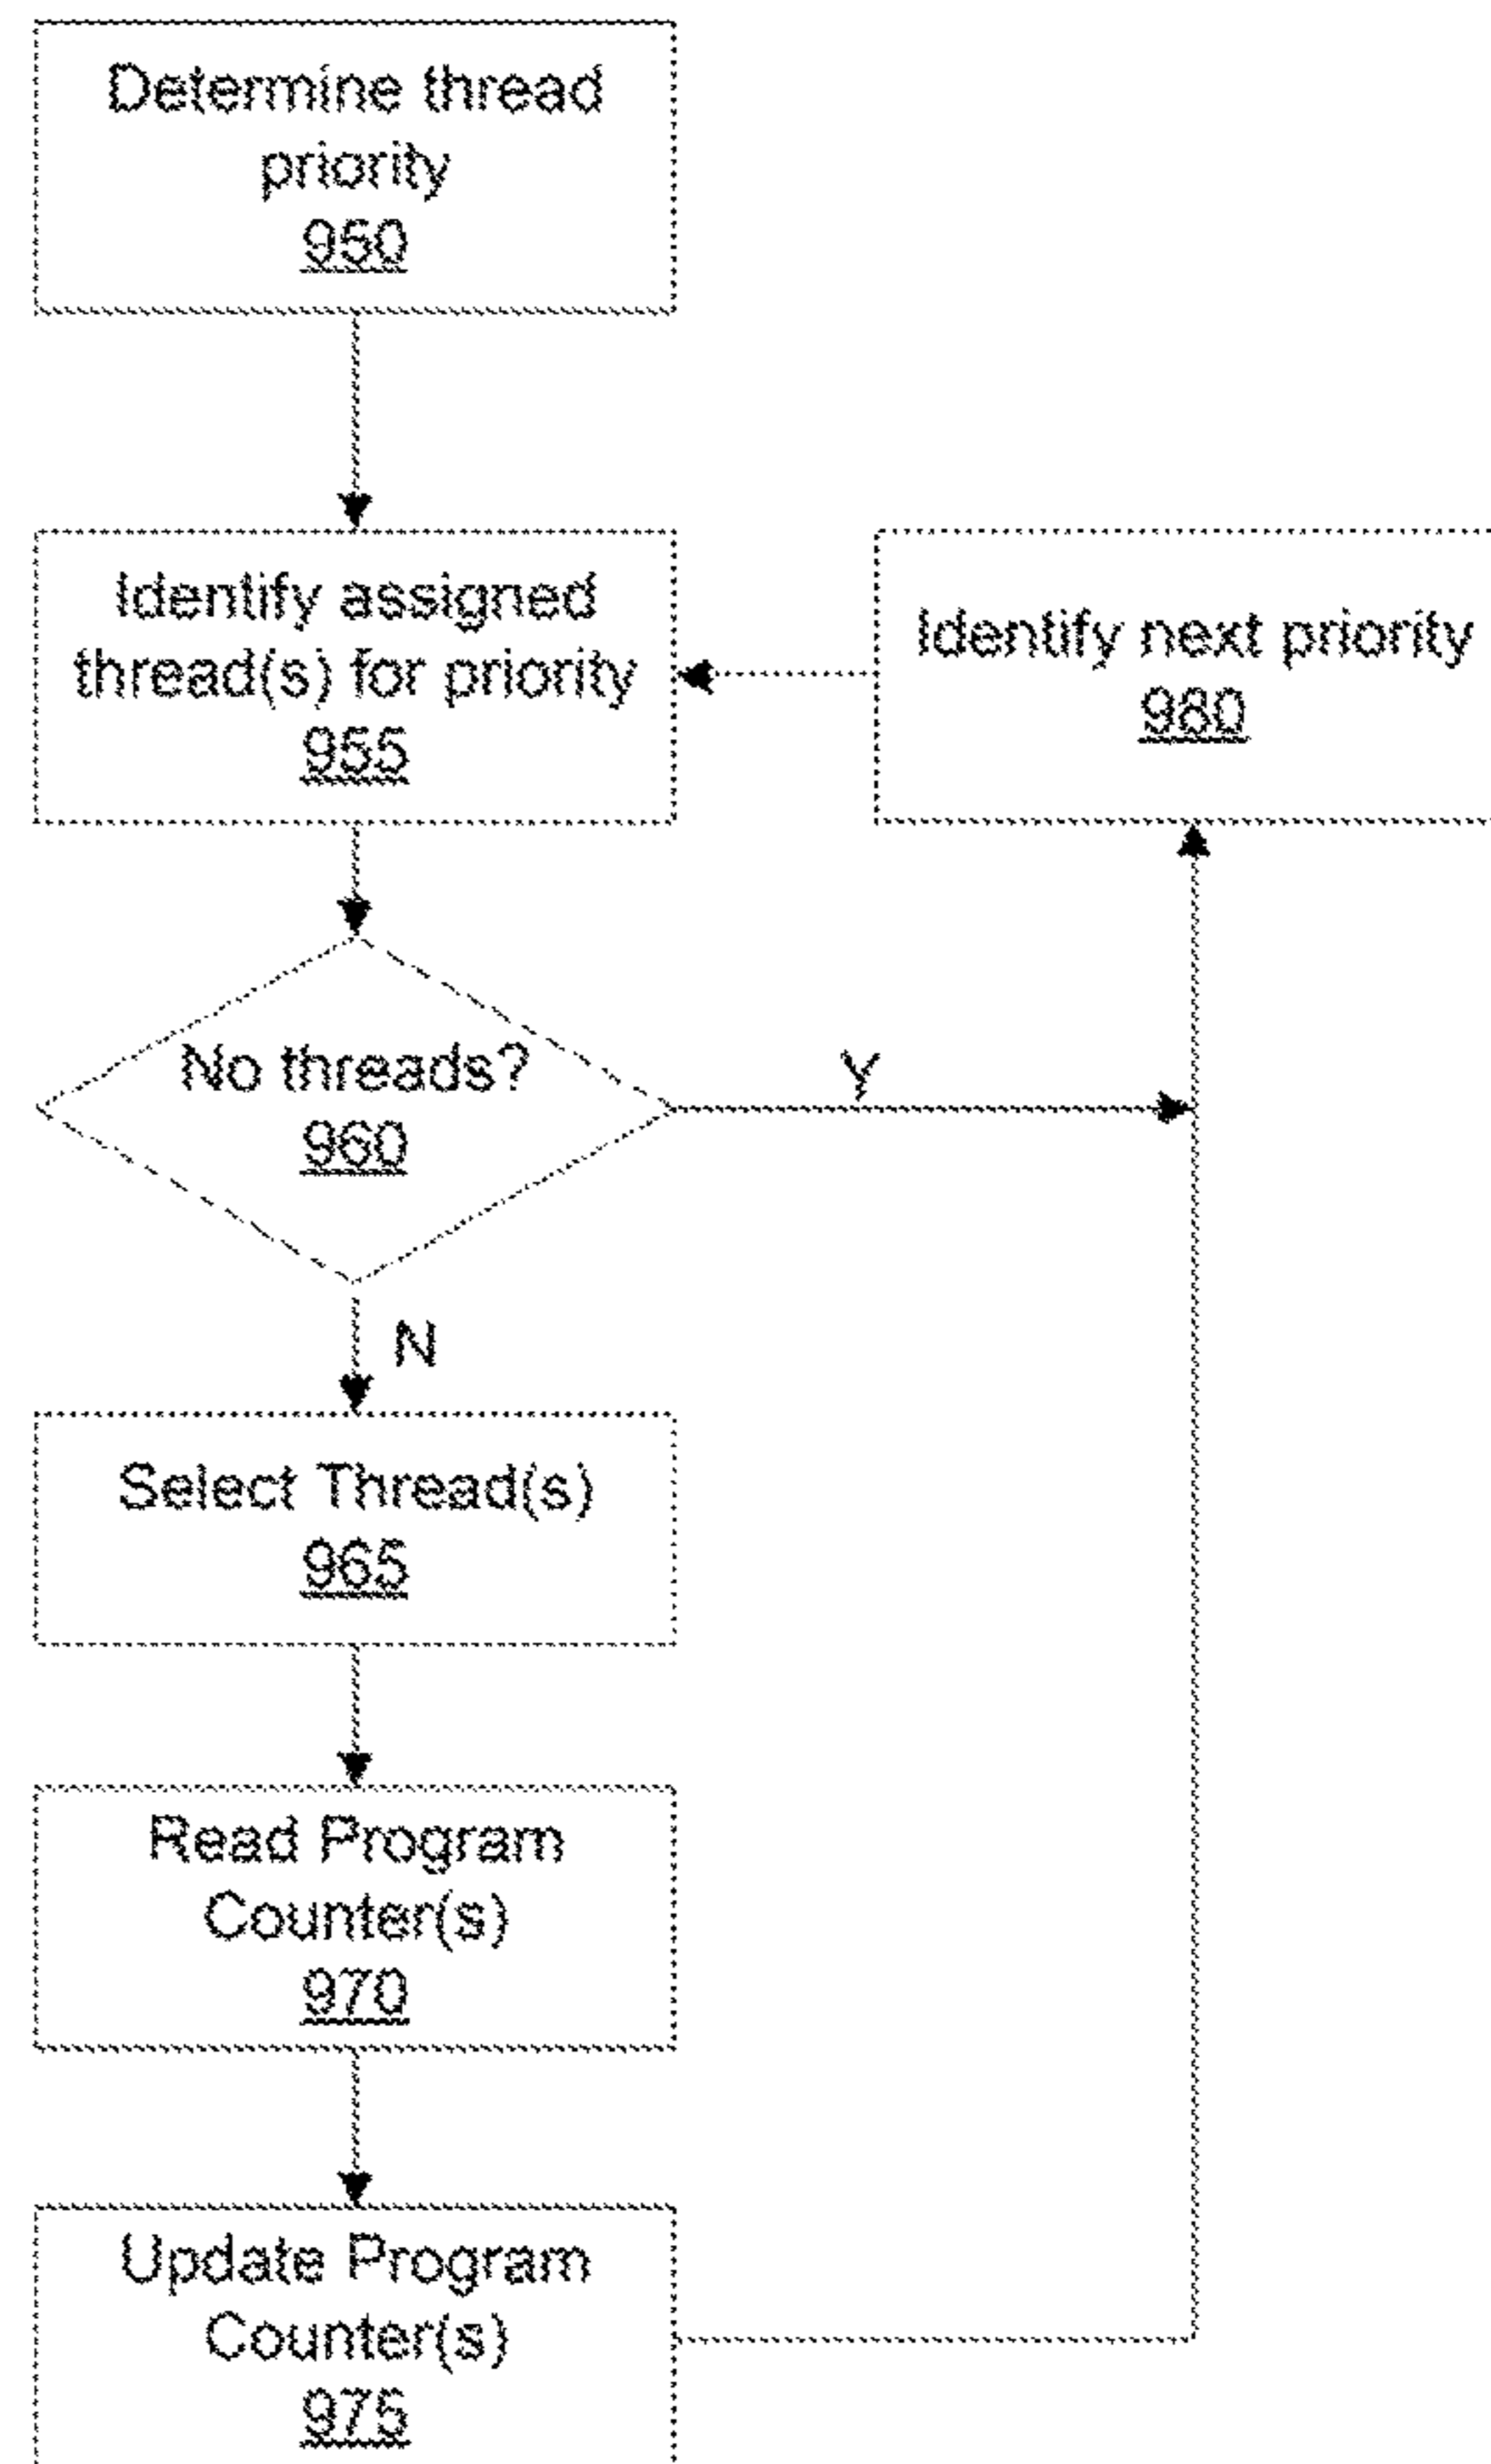 Determine thread
priority
950
Identify assigned
thread(s) for priority
955
Identify next priority
980
No threads?
960
Y
N
Select Thread(s)
965
Read Program
Counter(s)
970
Update Program
Counter(s)
975